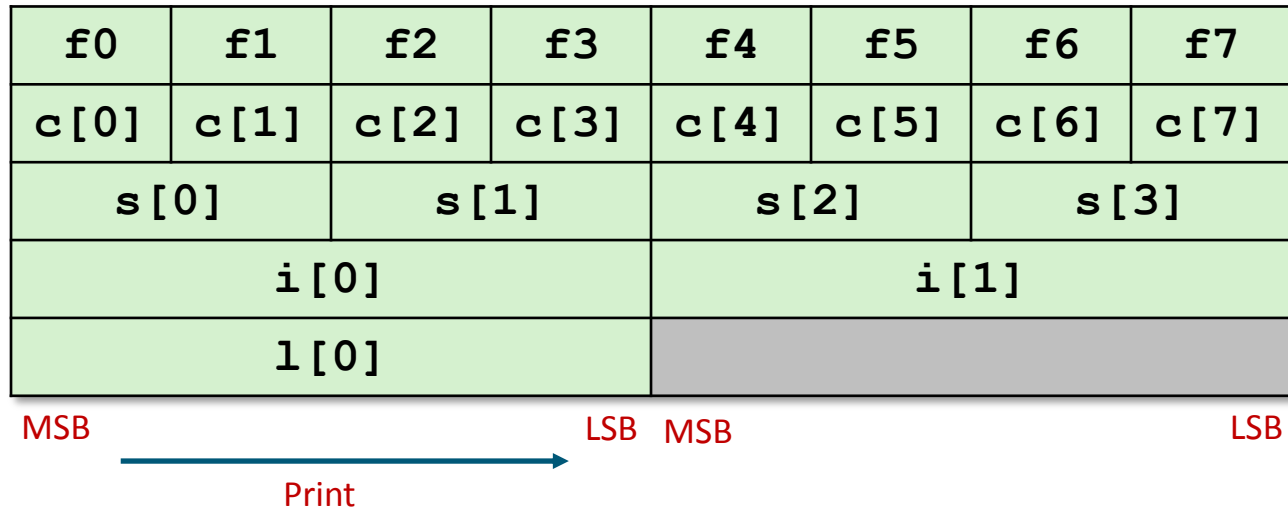 f0 f1 f2 f3 f4 f5 f6 f7
c[0] c[1] c[2] c[3] c[4] c[5] c[6] c[7]
s[0] s[1] s[2] s[3]
i[0] i[1]
l[0]
MSB LSB MSB LSB
Print